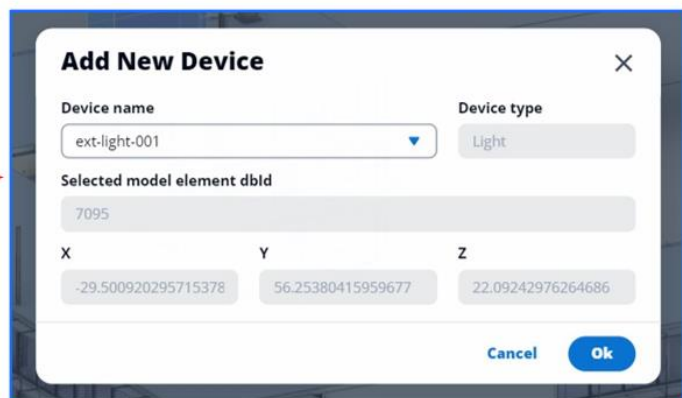 Add New Device
Device name Device type
ext-light-001 Light
Selected model element dbId
7095
X Y Z
-29.500920295715378 56.25380415959677 22.09242976264686
Cancel Ok